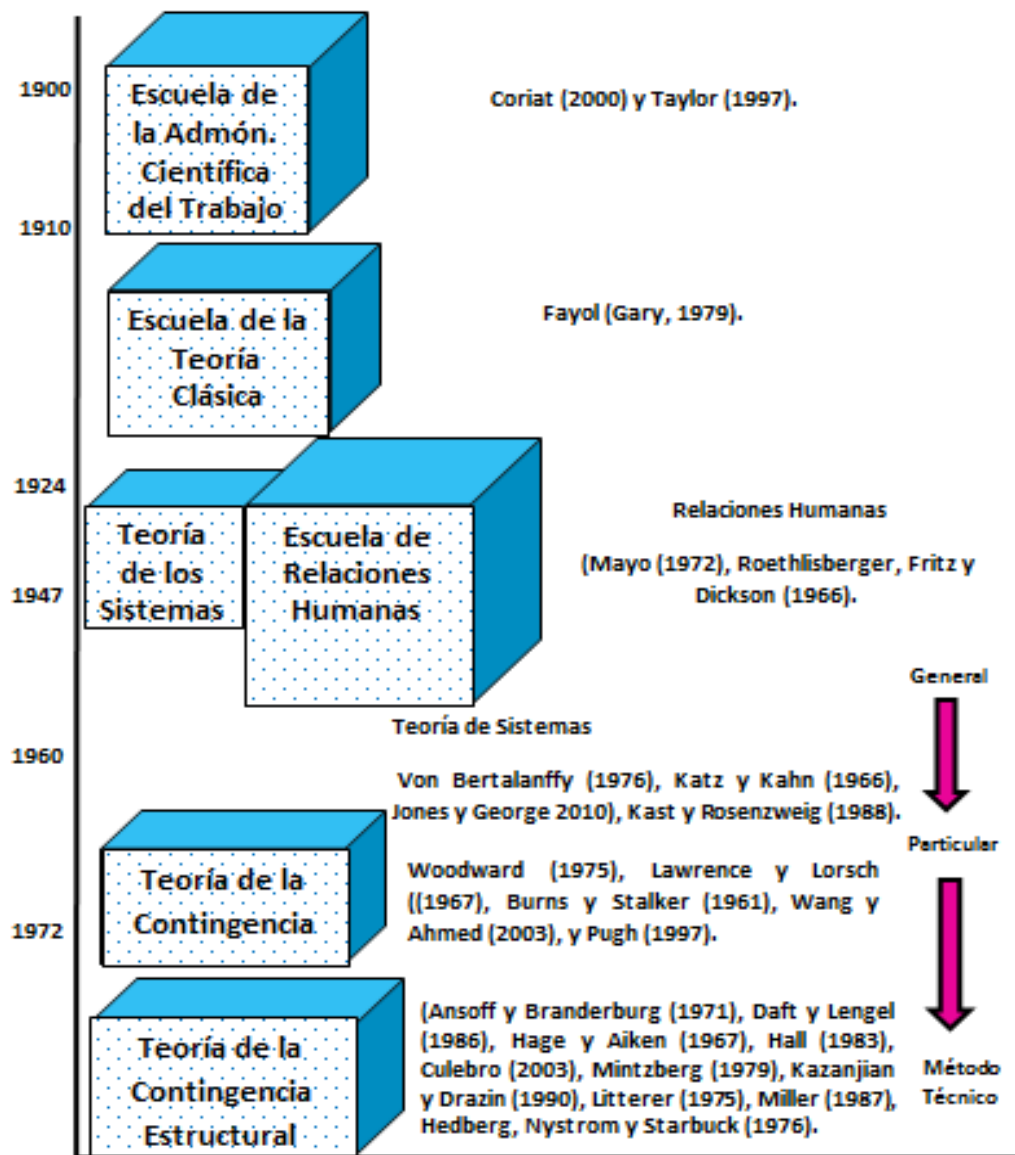 1900
Escuela de
la Admón.
Científica
del Trabajo
Coriat (2000) y Taylor (1997).
1910
Escuela de la
Teoría
Clásica
Fayol (Gary, 1979).
1924
Teoría
de los
Sistemas
1947
Escuela de
Relaciones
Humanas
Relaciones Humanas
(Mayo (1972), Roethlisberger, Fritz y
Dickson (1966).
General
Teoría de Sistemas
1960
Von Bertalanffy (1976), Katz y Kahn (1966),
Jones y George 2010), Kast y Rosenzweig (1988).
Particular
Teoría de la
Contingencia
Woodward (1975), Lawrence y Lorsch
((1967), Burns y Stalker (1961), Wang y
Ahmed (2003), y Pugh (1997).
1972
Teoría de la
Contingencia
Estructural
(Ansoff y Branderburg (1971), Daft y Lengel
(1986), Hage y Aiken (1967), Hall (1983),
Culebro (2003), Mintzberg (1979), Kazanjian
y Drazin (1990), Litterer (1975), Miller (1987),
Hedberg, Nystrom y Starbuck (1976).
Método
Técnico